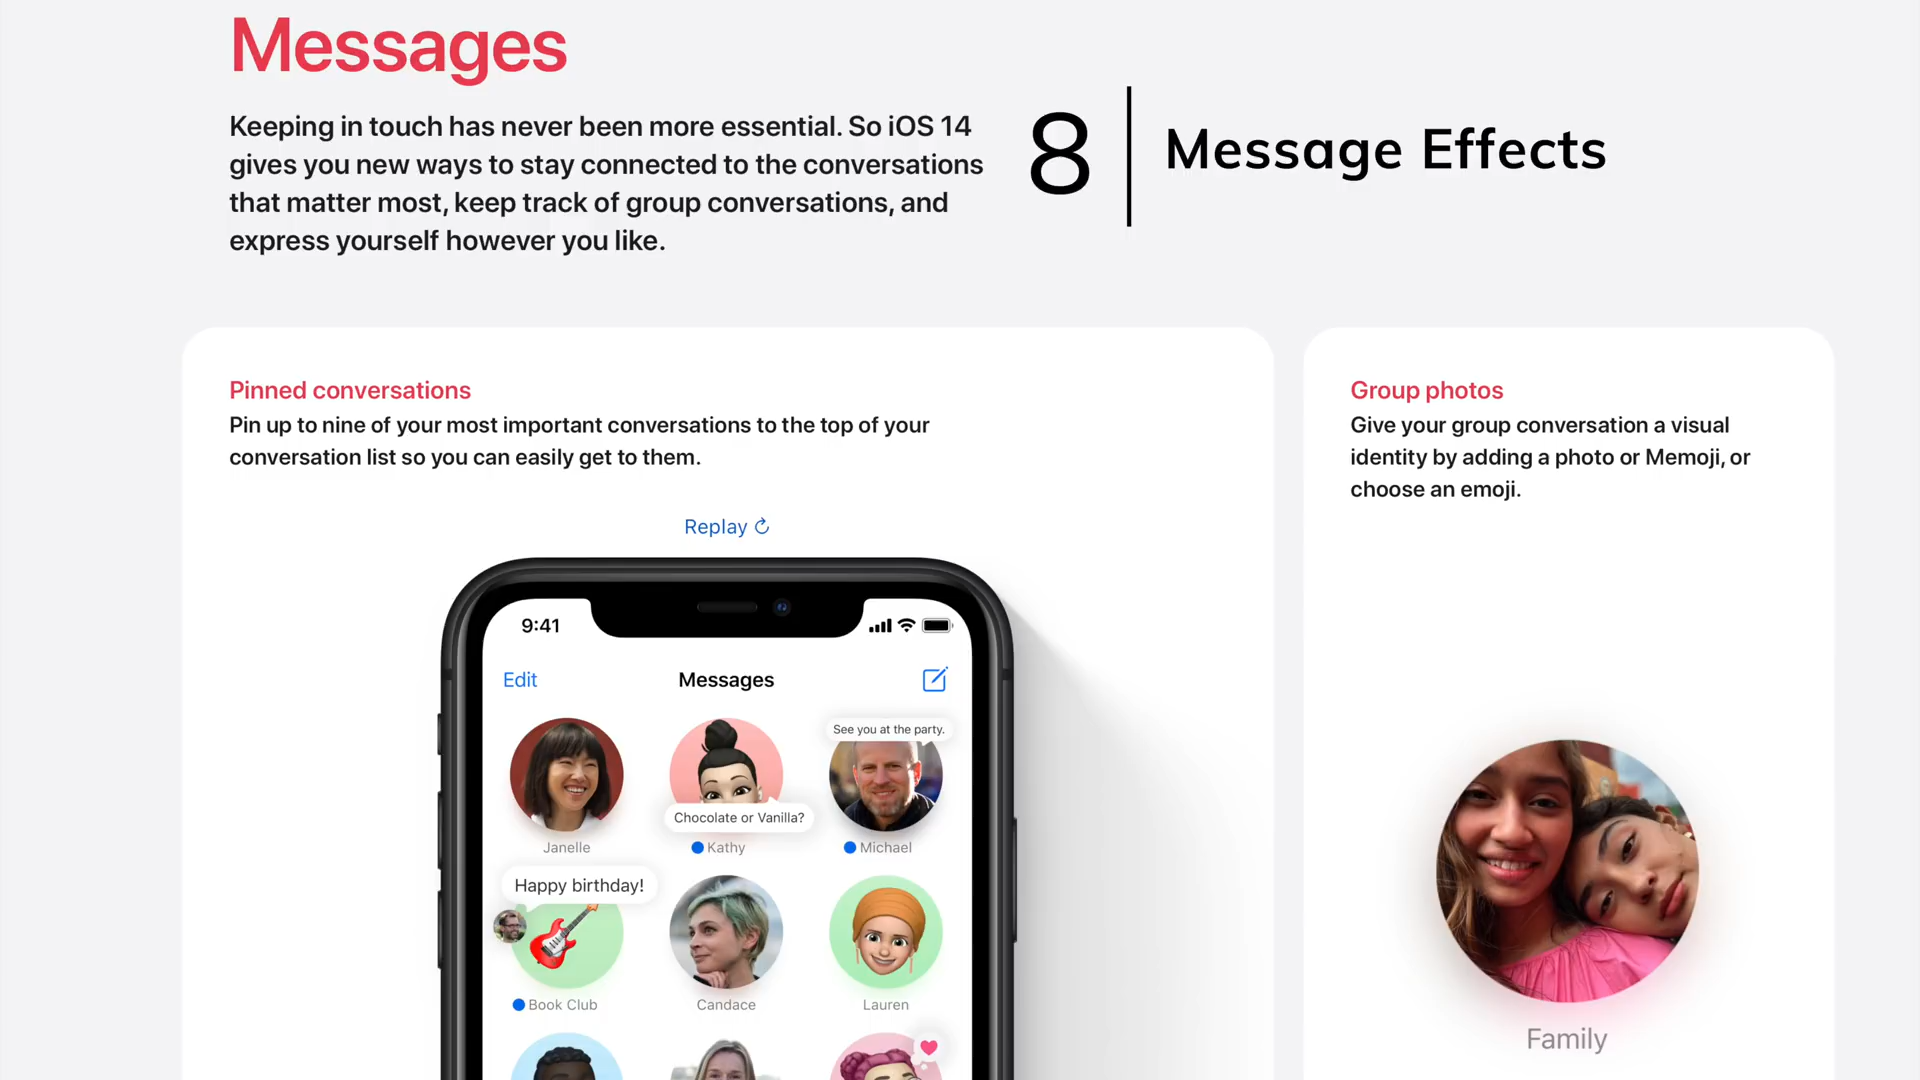 Messages
Keeping in touch has never been more essential. So iOS 14
gives you new ways to stay connected to the conversations
that matter most, keep track of group conversations, and
express yourself however you like.
8
Message Effects
Pinned conversations
Pin up to nine of your most important conversations to the top of your
conversation list so you can easily get to them.
Replay
9:41
Edit
Messages
See you at the party.
Chocolate or Vanilla?
Janelle
Kathy
Michael
Happy birthday!
Book Club
Candace
Lauren
Group photos
Give your group conversation a visual
identity by adding a photo or Memoji, or
choose an emoji.
Family